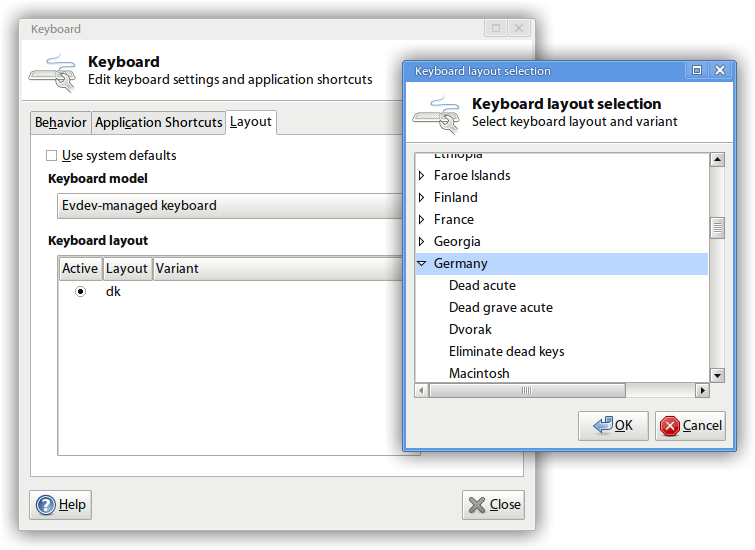 Keyboard
Keyboard
Edit keyboard settings and application shortcuts
Behavior
Application Shortcuts
Layout
Use system defaults
Keyboard model
Evdev-managed keyboard
Keyboard layout
Active
Layout
Variant
dk
Help
Close
Keyboard layout selection
Keyboard layout selection
Select keyboard layout and variant
Ethiopia
Faroe Islands
Finland
France
Georgia
Germany
Dead acute
Dead grave acute
Dvorak
Eliminate dead keys
Macintosh
OK
Cancel